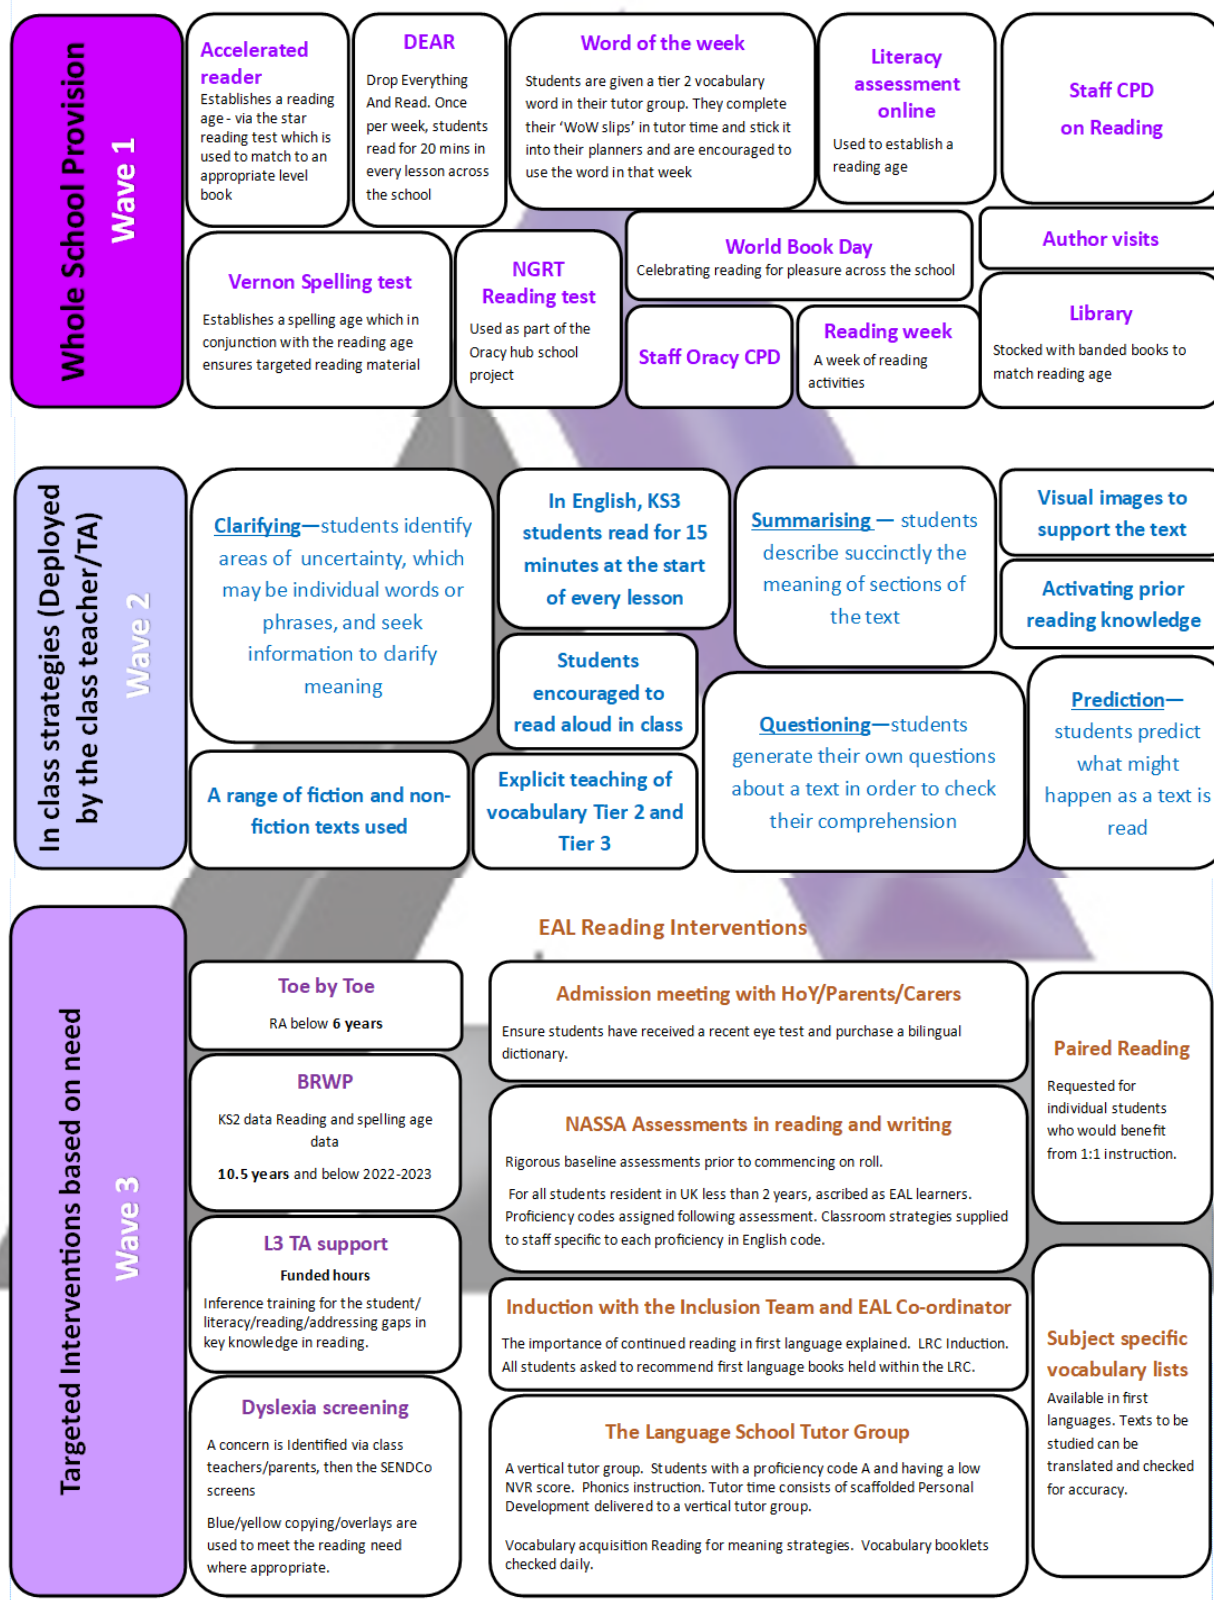 Whole School Provision
Wave 1
Accelerated
reader
Establishes a reading
age - via the star
reading test which is
used to match to an
appropriate level
book
DEAR
Drop Everything
And Read. Once
per week, students
read for 20 mins in
every lesson across
the school
Word of the week
Students are given a tier 2 vocabulary
word in their tutor group. They complete
their ‘WoW slips’ in tutor time and stick it
into their planners and are encouraged to
use the word in that week
Literacy
assessment
online
Used to establish a
reading age
Staff CPD
on Reading
Vernon Spelling test
Establishes a spelling age which in
conjunction with the reading age
ensures targeted reading material
NGRT
Reading test
Used as part of the
Oracy hub school
project
World Book Day
Celebrating reading for pleasure across the school
Staff Oracy CPD
Reading week
A week of reading
activities
Author visits
Library
Stocked with banded books to
match reading age
In class strategies (Deployed
by the class teacher/TA)
Wave 2
Clarifying—students identify
areas of uncertainty, which
may be individual words or
phrases, and seek
information to clarify
meaning
In English, KS3
students read for 15
minutes at the start
of every lesson
Summarising — students
describe succinctly the
meaning of sections of
the text
Visual images to
support the text
Activating prior
reading knowledge
Students
encouraged to
read aloud in class
A range of fiction and non-
fiction texts used
Explicit teaching of
vocabulary Tier 2 and
Tier 3
Questioning—students
generate their own questions
about a text in order to check
their comprehension
Prediction—
students predict
what might
happen as a text is
read
Targeted Interventions based on need
Wave 3
Toe by Toe
RA below 6 years
BRWP
KS2 data Reading and spelling age
data
10.5 years and below 2022-2023
L3 TA support
Funded hours
Inference training for the student/
literacy/reading/addressing gaps in
key knowledge in reading.
Dyslexia screening
A concern is Identified via class
teachers/parents, then the SENDCo
screens
Blue/yellow copying/overlays are
used to meet the reading need
where appropriate.
EAL Reading Interventions
Admission meeting with HoY/Parents/Carers
Ensure students have received a recent eye test and purchase a bilingual
dictionary.
NASSA Assessments in reading and writing
Rigorous baseline assessments prior to commencing on roll.
For all students resident in UK less than 2 years, ascribed as EAL learners.
Proficiency codes assigned following assessment. Classroom strategies supplied
to staff specific to each proficiency in English code.
Induction with the Inclusion Team and EAL Co-ordinator
The importance of continued reading in first language explained. LRC Induction.
All students asked to recommend first language books held within the LRC.
The Language School Tutor Group
A vertical tutor group. Students with a proficiency code A and having a low
NVR score. Phonics instruction. Tutor time consists of scaffolded Personal
Development delivered to a vertical tutor group.
Vocabulary acquisition Reading for meaning strategies. Vocabulary booklets
checked daily.
Paired Reading
Requested for
individual students
who would benefit
from 1:1 instruction.
Subject specific
vocabulary lists
Available in first
languages. Texts to be
studied can be
translated and checked
for accuracy.